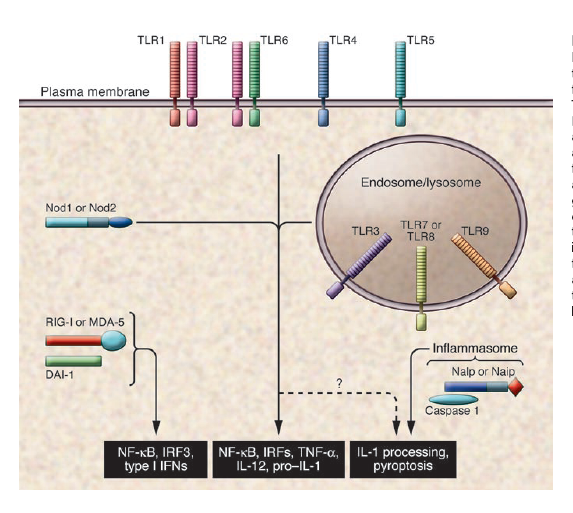 TLR1
TLR2
TLR6
TLR4
TLR5
Plasma membrane
Endosome/lysosome
Nod1 or Nod2
TLR3
TLR7 or
TLR8
TLR9
RIG-I or MDA-5
DAI-1
Inflammasome
Nalp or Naip
Caspase 1
?
NF-κB, IRF3,
type I IFNs
NF-κB, IRFs, TNF-α,
IL-12, pro–IL-1
IL-1 processing,
pyroptosis